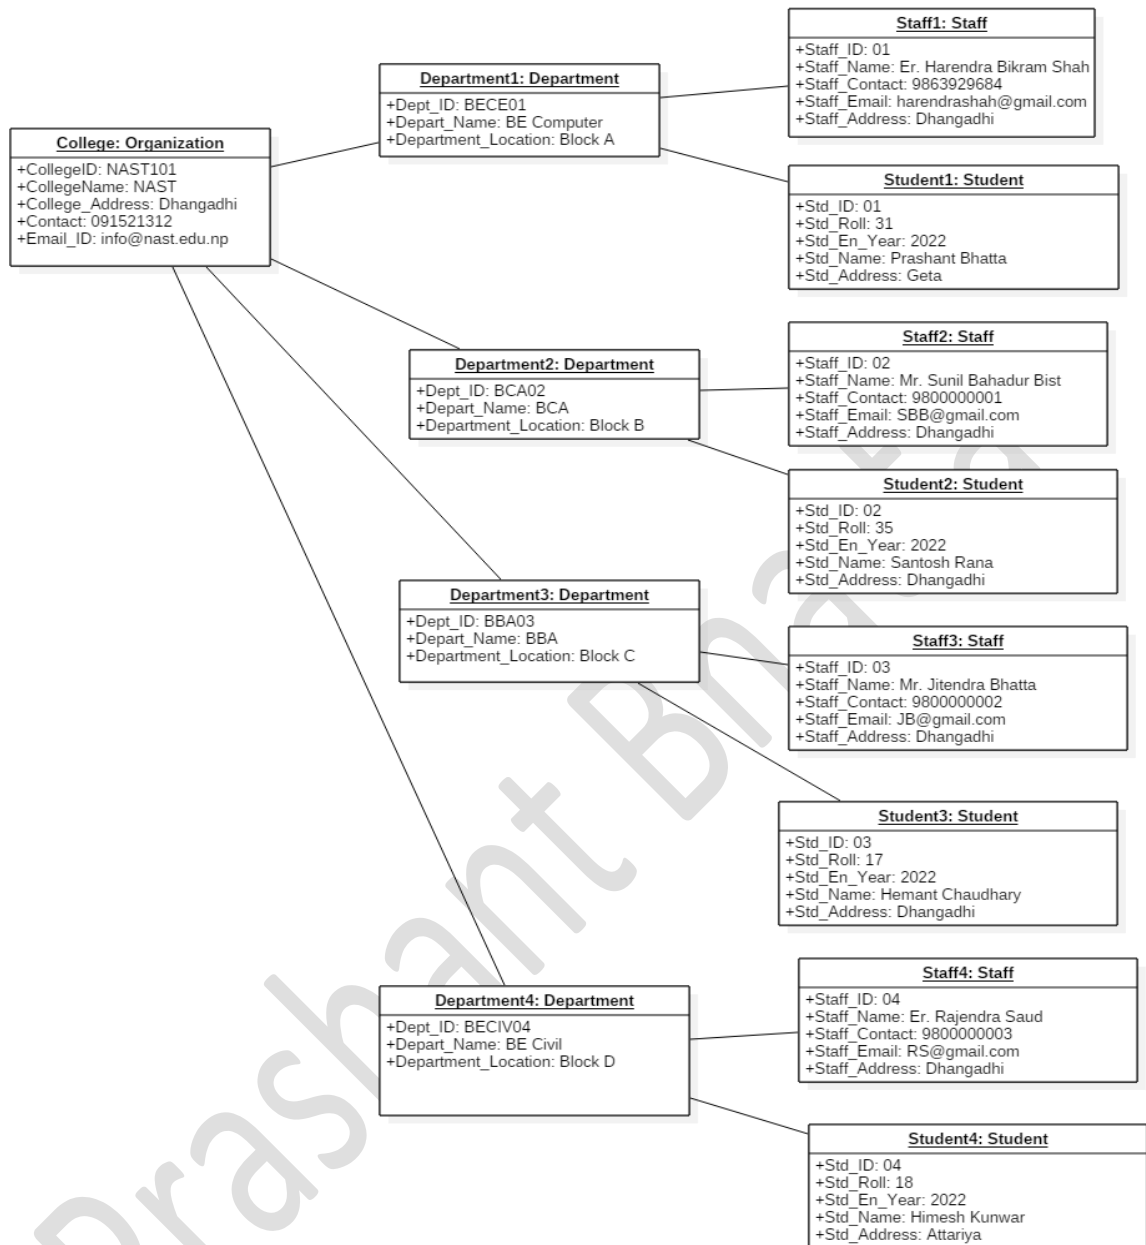 College: Organization
+CollegeID: NAST101
+CollegeName: NAST
+College_Address: Dhangadhi
+Contact: 091521312
+Email_ID: info@nast.edu.np
Department1: Department
+Dept_ID: BECE01
+Depart_Name: BE Computer
+Department_Location: Block A
Staff1: Staff
+Staff_ID: 01
+Staff_Name: Er. Harendra Bikram Shah
+Staff_Contact: 9863929684
+Staff_Email: harendrashah@gmail.com
+Staff_Address: Dhangadhi
Student1: Student
+Std_ID: 01
+Std_Roll: 31
+Std_En_Year: 2022
+Std_Name: Prashant Bhatta
+Std_Address: Geta
Department2: Department
+Dept_ID: BCA02
+Depart_Name: BCA
+Department_Location: Block B
Staff2: Staff
+Staff_ID: 02
+Staff_Name: Mr. Sunil Bahadur Bist
+Staff_Contact: 9800000001
+Staff_Email: SBB@gmail.com
+Staff_Address: Dhangadhi
Student2: Student
+Std_ID: 02
+Std_Roll: 35
+Std_En_Year: 2022
+Std_Name: Santosh Rana
+Std_Address: Dhangadhi
Department3: Department
+Dept_ID: BBA03
+Depart_Name: BBA
+Department_Location: Block C
Staff3: Staff
+Staff_ID: 03
+Staff_Name: Mr. Jitendra Bhatta
+Staff_Contact: 9800000002
+Staff_Email: JB@gmail.com
+Staff_Address: Dhangadhi
Student3: Student
+Std_ID: 03
+Std_Roll: 17
+Std_En_Year: 2022
+Std_Name: Hemant Chaudhary
+Std_Address: Dhangadhi
Department4: Department
+Dept_ID: BECIV04
+Depart_Name: BE Civil
+Department_Location: Block D
Staff4: Staff
+Staff_ID: 04
+Staff_Name: Er. Rajendra Saud
+Staff_Contact: 9800000003
+Staff_Email: RS@gmail.com
+Staff_Address: Dhangadhi
Student4: Student
+Std_ID: 04
+Std_Roll: 18
+Std_En_Year: 2022
+Std_Name: Himesh Kunwar
+Std_Address: Attariya
Prashant Bhatta